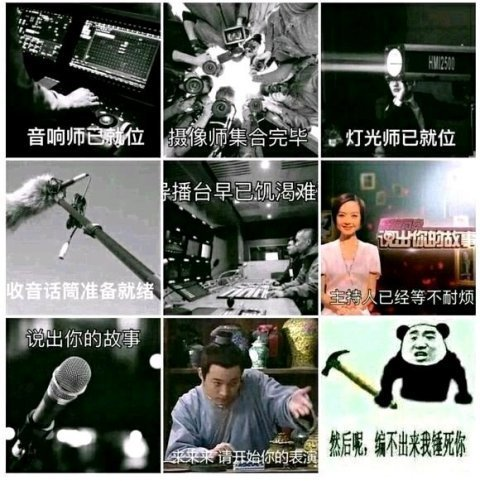 音响师已就位
摄像师集合完毕
HMI2500
灯光师已就位
收音话筒准备就绪
导播台早已饥渴难
说出你的故事
主持人已经等不耐烦
说出你的故事
来来来 请开始你的表演
然后呢,编不出来我锤死你